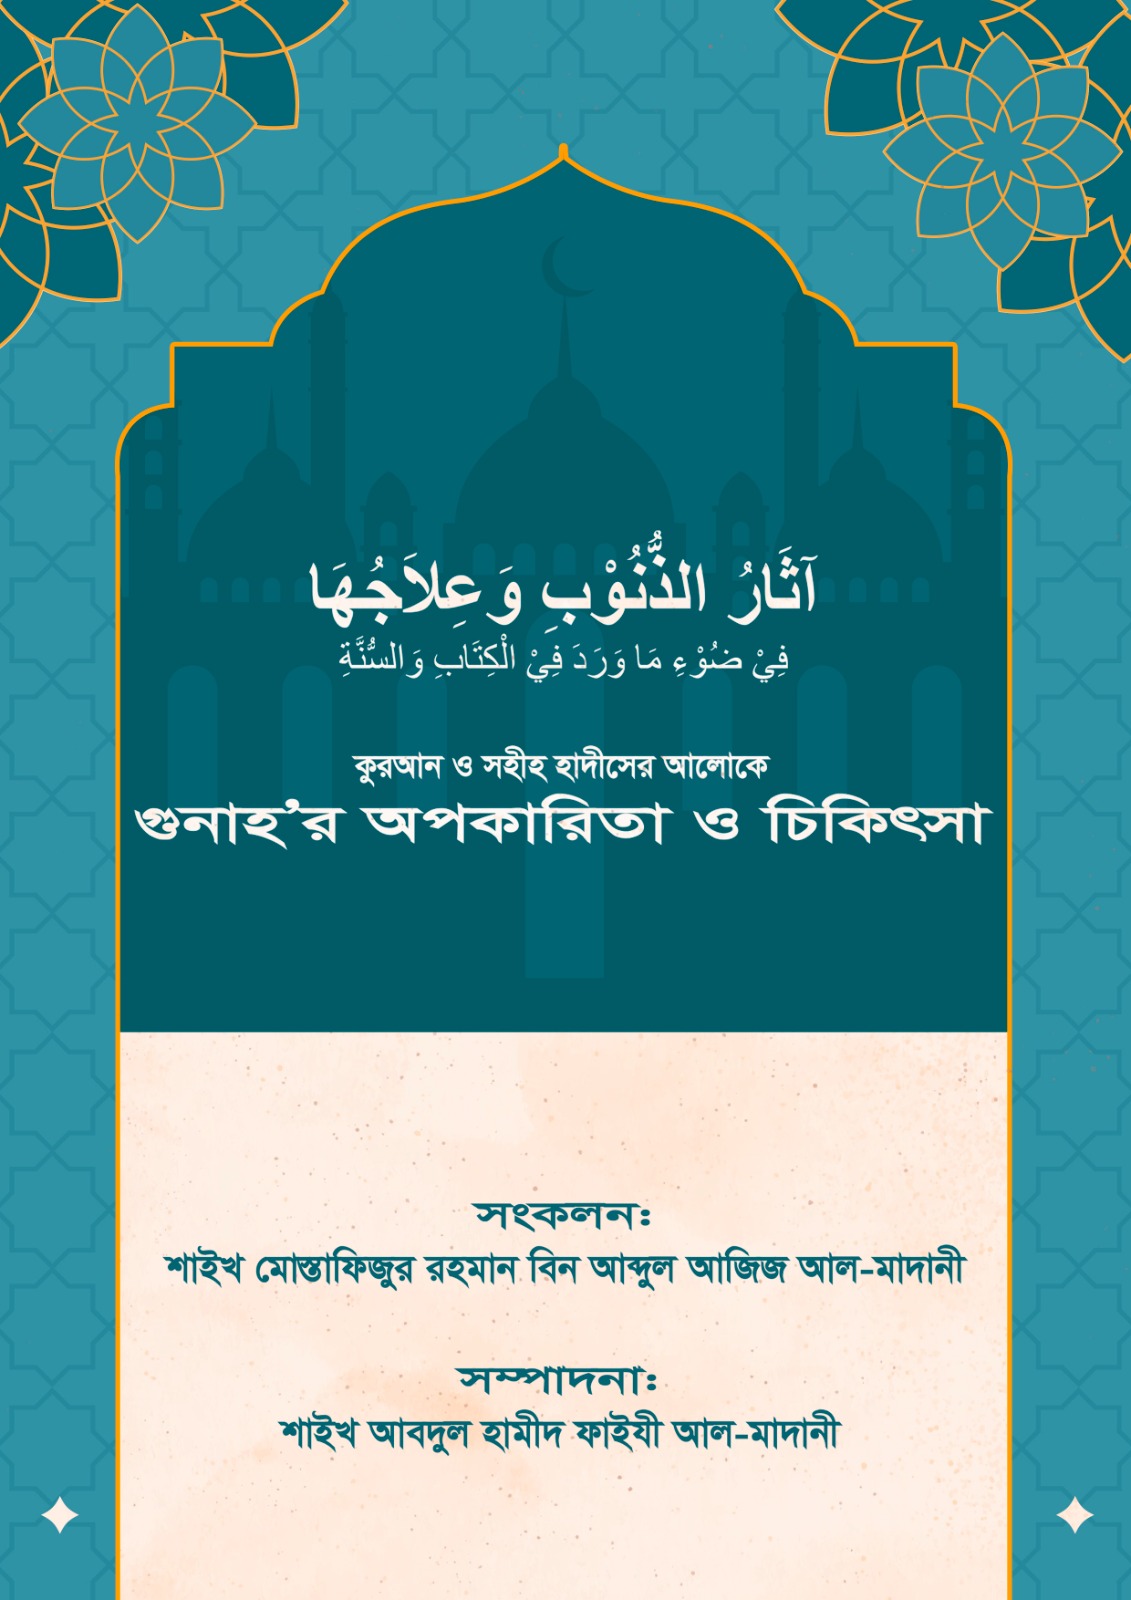 آثَارُ الذُّنُوْبِ وَعِلاَجُهَا
فِيْ ضُوْءِ مَا وَرَدَ فِيْ الْكِتَابِ وَالسُّنَّةِ
কুরআন ও সহীহ হাদীসের আলোকে
গুনাহ’র অপকারিতা ও চিকিৎসা
সংকলন:
শাইখ মোস্তাফিজুর রহমান বিন আব্দুল আজিজ আল-মাদানী
সম্পাদনা:
শাইখ আবদুল হামীদ ফাইযী আল-মাদানী